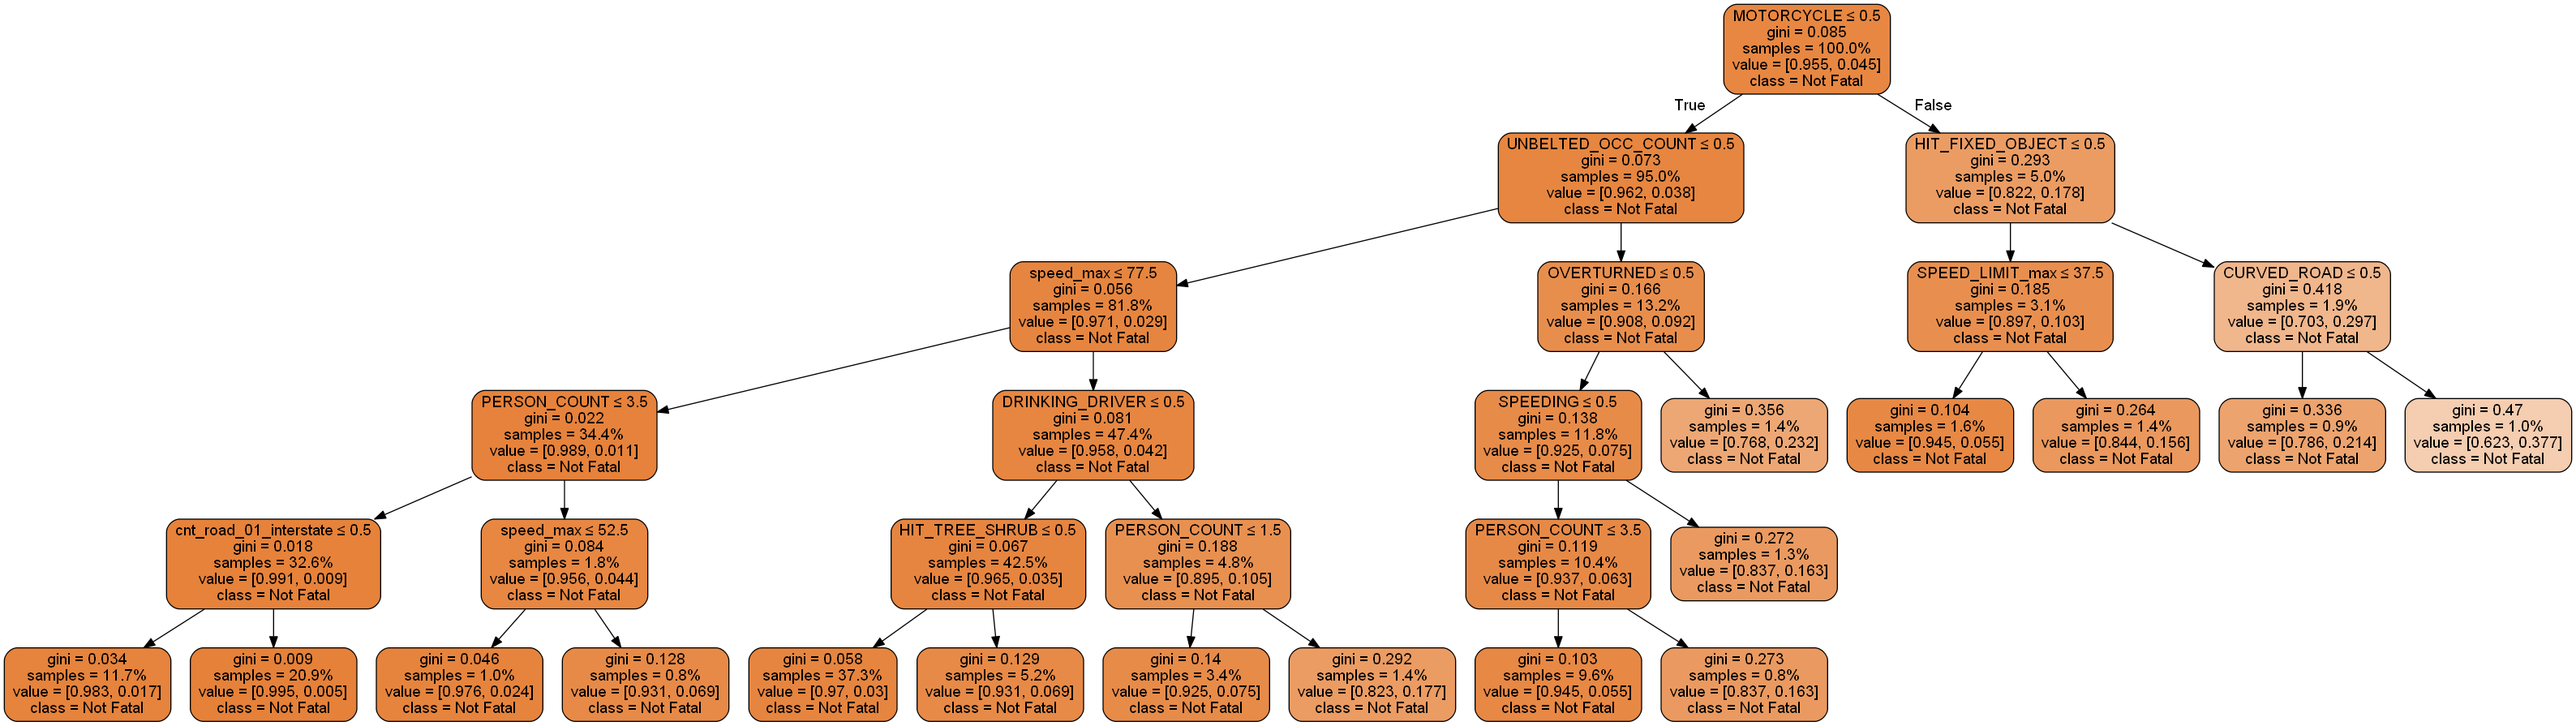 MOTORCYCLE ≤ 0.5
gini = 0.085
samples = 100.0%
value = [0.955, 0.045]
class = Not Fatal
True
False
UNBELTED_OCC_COUNT ≤ 0.5
gini = 0.073
samples = 95.0%
value = [0.962, 0.038]
class = Not Fatal
HIT_FIXED_OBJECT ≤ 0.5
gini = 0.293
samples = 5.0%
value = [0.822, 0.178]
class = Not Fatal
speed_max ≤ 77.5
gini = 0.056
samples = 81.8%
value = [0.971, 0.029]
class = Not Fatal
OVERTURNED ≤ 0.5
gini = 0.166
samples = 13.2%
value = [0.908, 0.092]
class = Not Fatal
SPEED_LIMIT_max ≤ 37.5
gini = 0.185
samples = 3.1%
value = [0.897, 0.103]
class = Not Fatal
CURVED_ROAD ≤ 0.5
gini = 0.418
samples = 1.9%
value = [0.703, 0.297]
class = Not Fatal
PERSON_COUNT ≤ 3.5
gini = 0.022
samples = 34.4%
value = [0.989, 0.011]
class = Not Fatal
DRINKING_DRIVER ≤ 0.5
gini = 0.081
samples = 47.4%
value = [0.958, 0.042]
class = Not Fatal
SPEEDING ≤ 0.5
gini = 0.138
samples = 11.8%
value = [0.925, 0.075]
class = Not Fatal
gini = 0.356
samples = 1.4%
value = [0.768, 0.232]
class = Not Fatal
gini = 0.104
samples = 1.6%
value = [0.945, 0.055]
class = Not Fatal
gini = 0.264
samples = 1.4%
value = [0.844, 0.156]
class = Not Fatal
gini = 0.336
samples = 0.9%
value = [0.786, 0.214]
class = Not Fatal
gini = 0.47
samples = 1.0%
value = [0.623, 0.377]
class = Not Fatal
cnt_road_01_interstate ≤ 0.5
gini = 0.018
samples = 32.6%
value = [0.991, 0.009]
class = Not Fatal
speed_max ≤ 52.5
gini = 0.084
samples = 1.8%
value = [0.956, 0.044]
class = Not Fatal
HIT_TREE_SHRUB ≤ 0.5
gini = 0.067
samples = 42.5%
value = [0.965, 0.035]
class = Not Fatal
PERSON_COUNT ≤ 1.5
gini = 0.188
samples = 4.8%
value = [0.895, 0.105]
class = Not Fatal
PERSON_COUNT ≤ 3.5
gini = 0.119
samples = 10.4%
value = [0.937, 0.063]
class = Not Fatal
gini = 0.272
samples = 1.3%
value = [0.837, 0.163]
class = Not Fatal
gini = 0.034
samples = 11.7%
value = [0.983, 0.017]
class = Not Fatal
gini = 0.009
samples = 20.9%
value = [0.995, 0.005]
class = Not Fatal
gini = 0.046
samples = 1.0%
value = [0.976, 0.024]
class = Not Fatal
gini = 0.128
samples = 0.8%
value = [0.931, 0.069]
class = Not Fatal
gini = 0.058
samples = 37.3%
value = [0.97, 0.03]
class = Not Fatal
gini = 0.129
samples = 5.2%
value = [0.931, 0.069]
class = Not Fatal
gini = 0.14
samples = 3.4%
value = [0.925, 0.075]
class = Not Fatal
gini = 0.292
samples = 1.4%
value = [0.823, 0.177]
class = Not Fatal
gini = 0.103
samples = 9.6%
value = [0.945, 0.055]
class = Not Fatal
gini = 0.273
samples = 0.8%
value = [0.837, 0.163]
class = Not Fatal